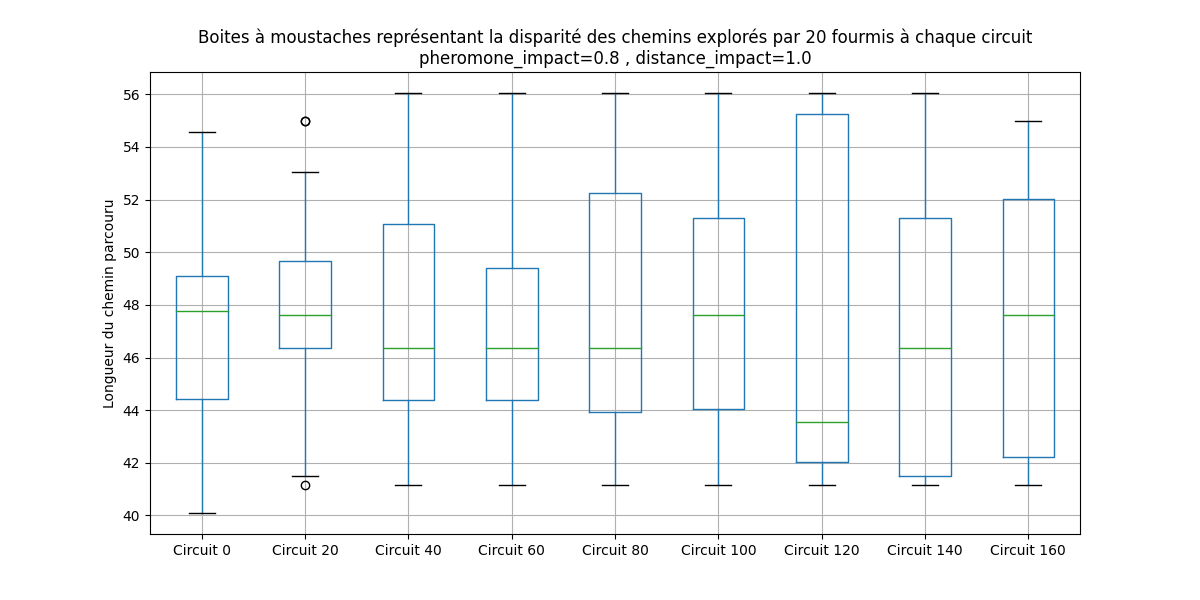 Boites à moustaches représentant la disparité des chemins explorés par 20 fourmis à chaque circuit
pheromone_impact=0.8 , distance_impact=1.0
Longueur du chemin parcouru
56
54
52
50
48
46
44
42
40
Circuit 0 Circuit 20 Circuit 40 Circuit 60 Circuit 80 Circuit 100 Circuit 120 Circuit 140 Circuit 160